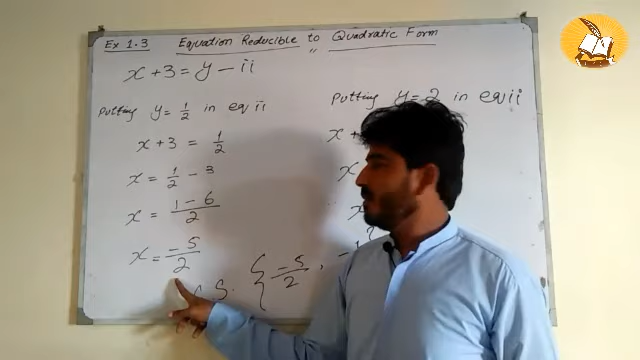 Ex 1.3 Equation Reducible to Quadratic Form
x + 3 = y - ii
Putting y = 1/2 in eq ii
x + 3 = 1/2
x = 1/2 - 3
x = (1 - 6)/2
x = -5/2
Putting y = 2 in eq ii
x +
x
x
S. { -5/2 , -1